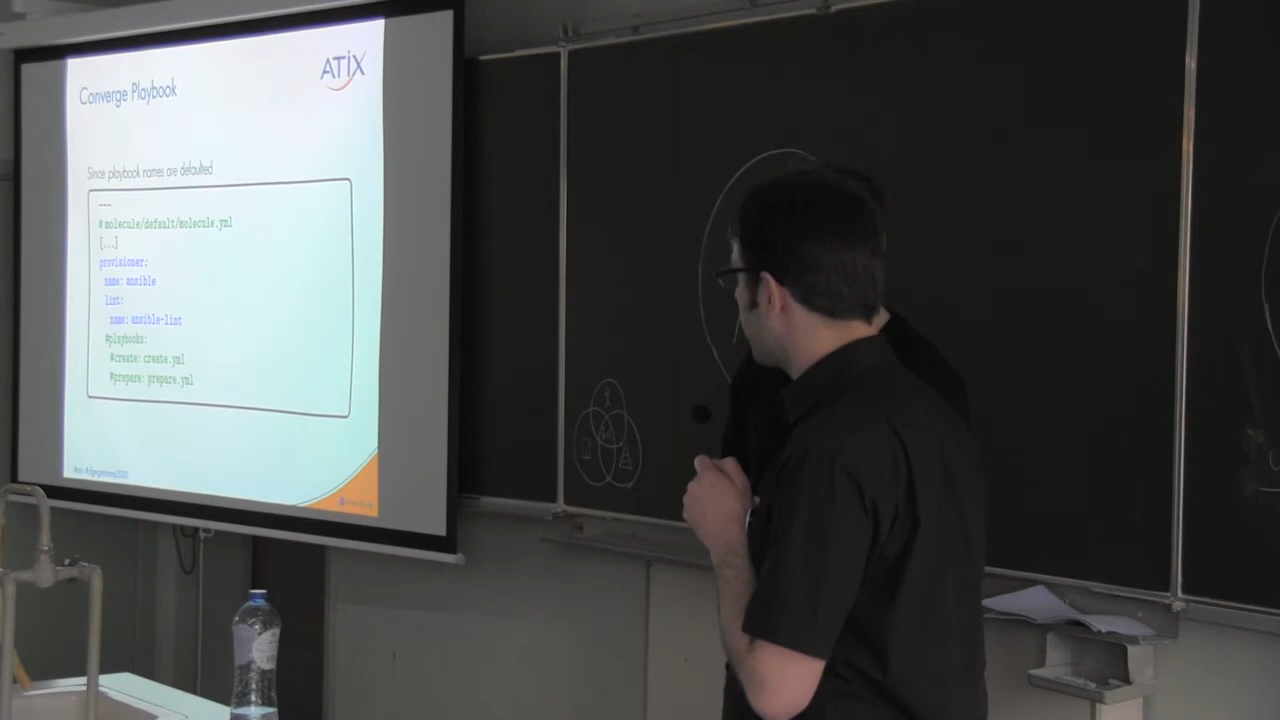 ATIX
Converge Playbook
Since playbook names are defaulted
---
# molecule/default/molecule.yml
[...]
provisioner:
name: ansible
lint:
name: ansible-lint
#playbooks:
#create: create.yml
#prepare: prepare.yml